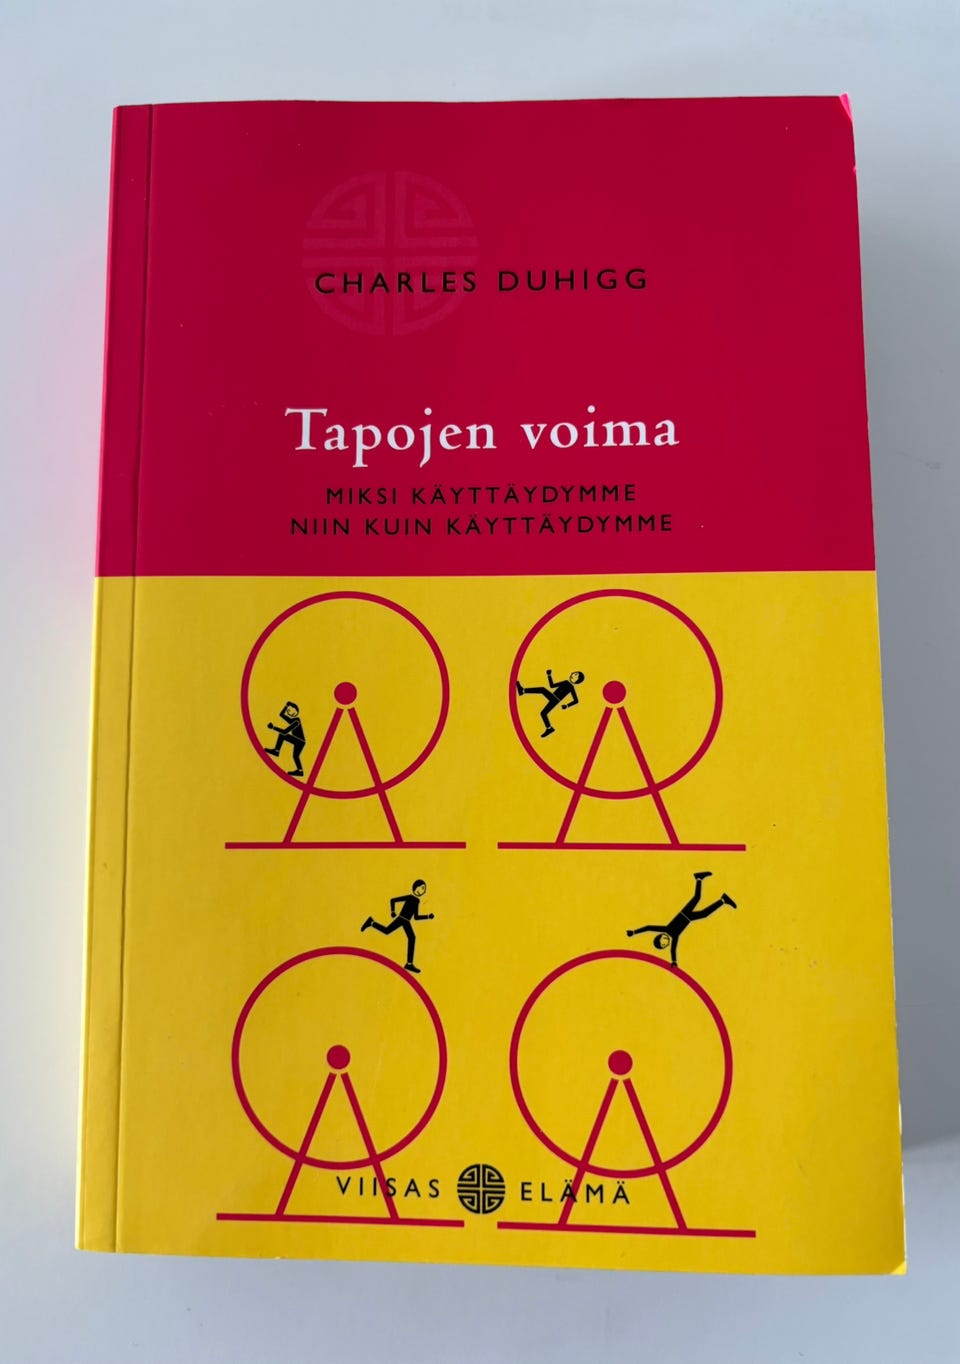 CHARLES DUHIGG
Tapojen voima
MIKSI KÄYTTÄYDYMME
NIIN KUIN KÄYTTÄYDYMME
VIISAS ELÄMÄ